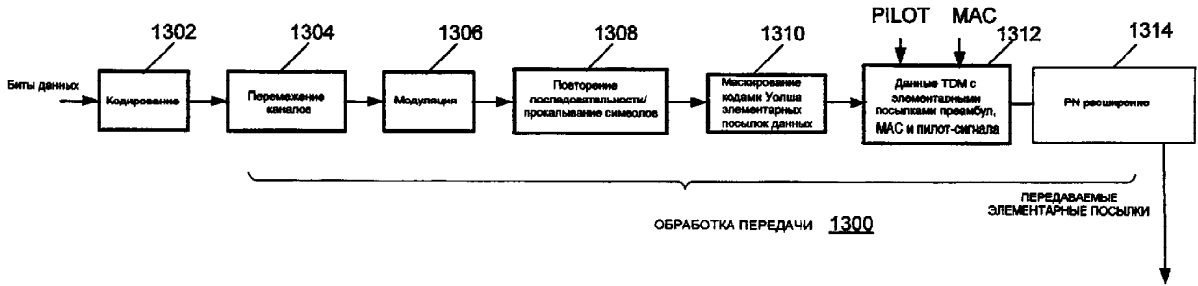 PILOT MAC
1302
1304
1306
1308
1310
1312
1314
Биты данных
Кодирование
Перемежение
каналов
Модуляция
Повторение
последовательности/
прокалывание символов
Маскирование
кодами Уолша
элементарных
посылок данных
Данные TDM с
элементарными
посылками преамбул,
MAC и пилот-сигнала
PN расширение
ПЕРЕДАВАЕМЫЕ
ЭЛЕМЕНТАРНЫЕ ПОСЫЛКИ
ОБРАБОТКА ПЕРЕДАЧИ 1300